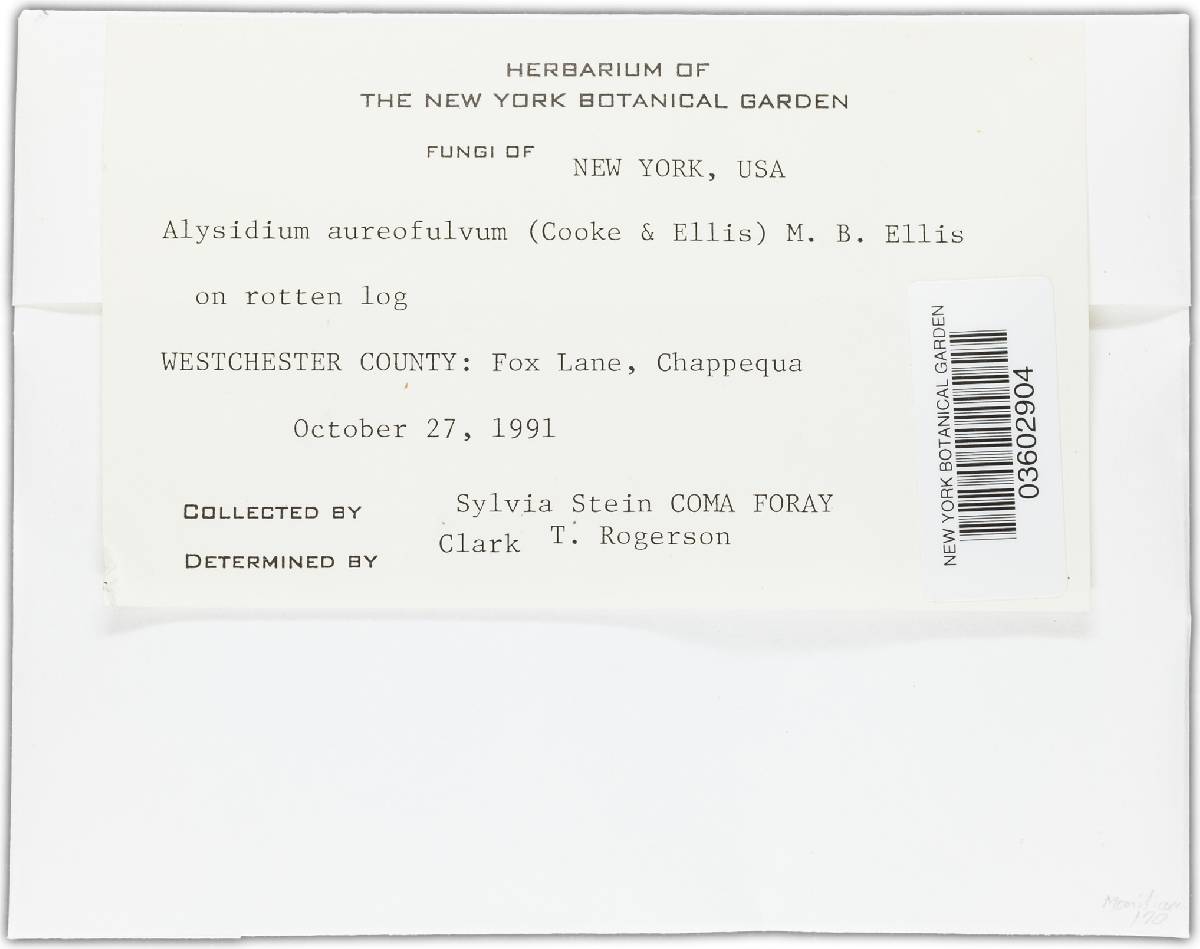 HERBARIUM OF
THE NEW YORK BOTANICAL GARDEN
FUNGI OF NEW YORK, USA
Alysidium aureofulvum (Cooke & Ellis) M. B. Ellis
on rotten log
WESTCHESTER COUNTY: Fox Lane, Chappequa
October 27, 1991
COLLECTED BY Sylvia Stein COMA FORAY
DETERMINED BY Clark T. Rogerson
NEW YORK BOTANICAL GARDEN
03602904